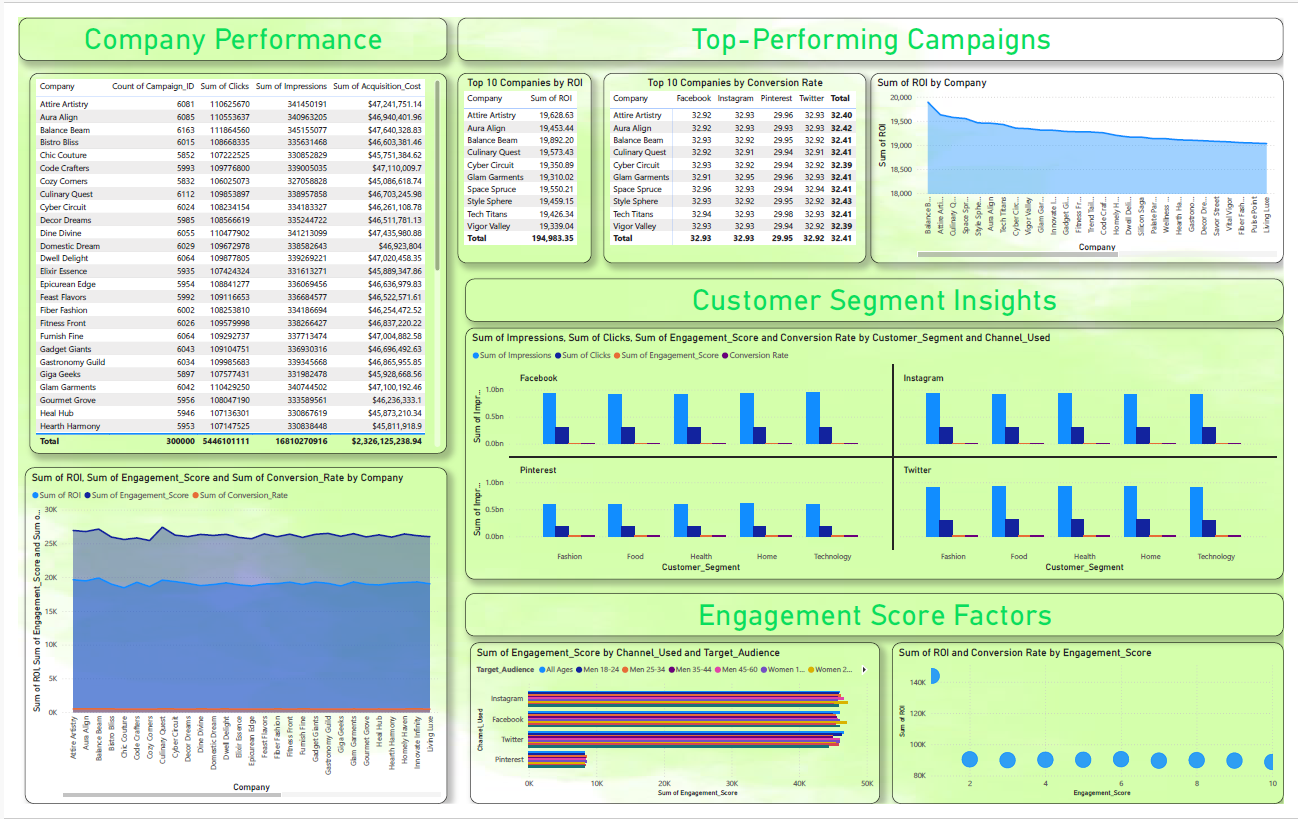 Company Performance
Top-Performing Campaigns
Company Count of Campaign_ID Sum of Clicks Sum of Impressions Sum of Acquisition_Cost
Attire Artistry 6081 110625670 341450191 $47,241,751.14
Aura Align 6085 110553637 340963205 $46,940,401.96
Balance Beam 6163 111864560 345155077 $47,640,328.83
Bistro Bliss 6015 108668335 335631468 $46,603,381.46
Chic Couture 5852 107222525 330852829 $45,751,384.62
Code Crafters 5993 109776800 339005035 $47,110,009.7
Cozy Corners 5832 106025073 327058828 $45,086,618.74
Culinary Quest 6112 109853897 338957858 $46,703,245.98
Cyber Circuit 6024 108234154 334183327 $46,261,108.78
Decor Dreams 5985 108566619 335244722 $46,511,781.13
Dine Divine 6055 110477902 341213099 $47,435,980.88
Domestic Dream 6029 109672978 338582643 $46,923,804
Dwell Delight 6064 109877805 339269221 $47,020,458.35
Elixir Essence 5935 107424324 331613271 $45,889,347.86
Epicurean Edge 5954 108841277 336069456 $46,636,979.83
Feast Flavors 5992 109116653 336684577 $46,522,571.61
Fiber Fashion 6002 108253810 334186694 $46,254,472.52
Fitness Front 6026 109579998 338266427 $46,837,220.22
Furnish Fine 6064 109292737 337713474 $47,004,882.58
Gadget Giants 6043 109104751 336930316 $46,696,492.63
Gastronomy Guild 6034 109985683 339345668 $46,865,955.85
Giga Geeks 5897 107577431 331982478 $45,928,668.56
Glam Garments 6042 110429250 340744502 $47,100,192.46
Gourmet Grove 5956 108047190 333589561 $46,236,333.1
Heal Hub 5946 107136301 330867619 $45,873,210.34
Hearth Harmony 5953 107147525 330838448 $45,811,918.9
Total 300000 5446101111 16810270916 $2,326,125,238.94
Top 10 Companies by ROI
Company Sum of ROI
Attire Artistry 19,628.63
Aura Align 19,453.44
Balance Beam 19,892.20
Culinary Quest 19,573.43
Cyber Circuit 19,350.89
Glam Garments 19,310.02
Space Spruce 19,550.21
Style Sphere 19,459.15
Tech Titans 19,426.34
Vigor Valley 19,339.04
Total 194,983.35
Top 10 Companies by Conversion Rate
Company Facebook Instagram Pinterest Twitter Total
Attire Artistry 32.92 32.93 29.96 32.93 32.40
Aura Align 32.93 32.93 29.95 32.93 32.42
Balance Beam 32.93 32.92 29.95 32.92 32.41
Culinary Quest 32.92 32.91 29.94 32.91 32.41
Cyber Circuit 32.93 32.92 29.94 32.92 32.39
Glam Garments 32.91 32.93 29.95 32.94 32.41
Space Spruce 32.96 32.93 29.94 32.94 32.41
Style Sphere 32.93 32.92 29.95 32.92 32.43
Tech Titans 32.94 32.93 29.98 32.93 32.41
Vigor Valley 32.92 32.94 29.94 32.93 32.39
Total 32.93 32.93 29.95 32.92 32.41
Sum of ROI by Company
20,000
19,500
19,000
18,500
18,000
Sum of ROI
Balance B...
Attire Arti...
Culinary Q...
Space Spr...
Style Sphe...
Aura Align
Tech Titans
Cyber Circ...
Vigor Valley
Glam Gar...
Innovate I...
Gadget Gi...
Fitness Fr...
Trend Tail...
Code Craf...
Homely H...
Dwell Deli...
Silicon Saga
Palate Par...
Wellness ...
Hearth Ha...
Gastrono...
Decor Dre...
Savor Street
Vital Vigor
Fiber Fash...
Pulse Point
Living Luxe
Company
Customer Segment Insights
Sum of Impressions, Sum of Clicks, Sum of Engagement_Score and Conversion Rate by Customer_Segment and Channel_Used
Sum of Impressions Sum of Clicks Sum of Engagement_Score Conversion Rate
Facebook
Instagram
1.0bn
0.5bn
0.0bn
Sum of Impr...
Pinterest
Twitter
1.0bn
0.5bn
0.0bn
Sum of Impr...
Fashion Food Health Home Technology
Fashion Food Health Home Technology
Customer_Segment
Customer_Segment
Sum of ROI, Sum of Engagement_Score and Sum of Conversion_Rate by Company
Sum of ROI Sum of Engagement_Score Sum of Conversion_Rate
30K
25K
20K
15K
10K
5K
0K
Sum of ROI, Sum of Engagement_Score and Sum o...
Attire Artistry
Aura Align
Balance Beam
Bistro Bliss
Chic Couture
Code Crafters
Cozy Corners
Culinary Quest
Cyber Circuit
Decor Dreams
Dine Divine
Domestic Dream
Dwell Delight
Elixir Essence
Epicurean Edge
Feast Flavors
Fiber Fashion
Fitness Front
Furnish Fine
Gadget Giants
Gastronomy Guild
Giga Geeks
Glam Garments
Gourmet Grove
Heal Hub
Hearth Harmony
Homely Haven
Innovate Infinity
Living Luxe
Company
Engagement Score Factors
Sum of Engagement_Score by Channel_Used and Target_Audience
Target_Audience All Ages Men 18-24 Men 25-34 Men 35-44 Men 45-60 Women 1... Women 2...
Channel_Used
Instagram
Facebook
Twitter
Pinterest
0K 10K 20K 30K 40K 50K
Sum of Engagement_Score
Sum of ROI and Conversion Rate by Engagement_Score
140K
120K
100K
80K
Sum of ROI
2 4 6 8 10
Engagement_Score